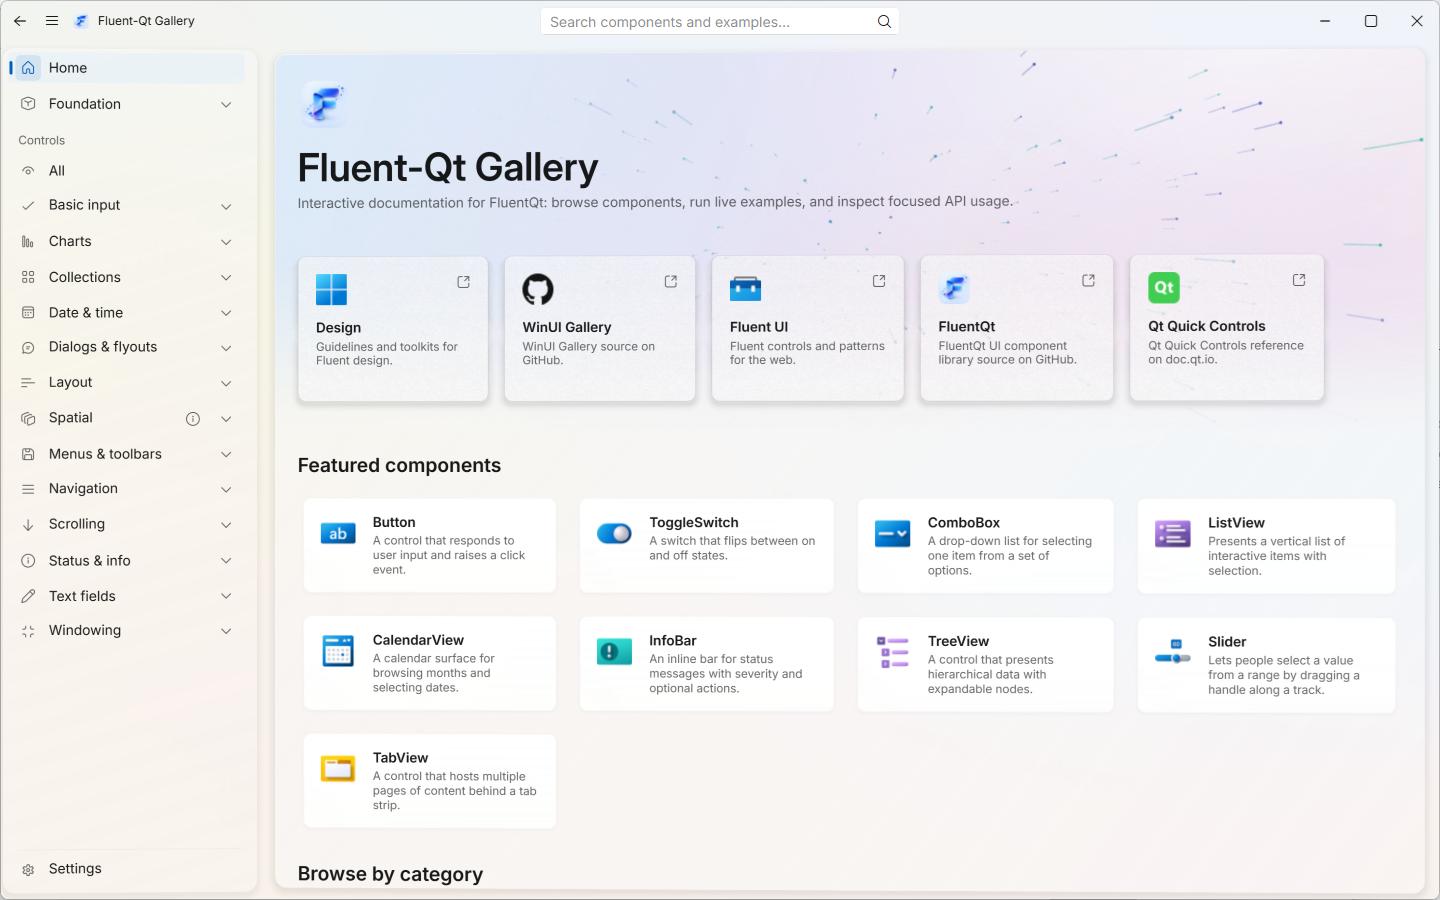 Fluent-Qt Gallery
Search components and examples...
Home
Foundation
Controls
All
Basic input
Charts
Collections
Date & time
Dialogs & flyouts
Layout
Spatial
Menus & toolbars
Navigation
Scrolling
Status & info
Text fields
Windowing
Settings
Fluent-Qt Gallery
Interactive documentation for FluentQt: browse components, run live examples, and inspect focused API usage.
Design
Guidelines and toolkits for
Fluent design.
WinUI Gallery
WinUI Gallery source on
GitHub.
Fluent UI
Fluent controls and patterns
for the web.
FluentQt
FluentQt UI component
library source on GitHub.
Qt
Qt Quick Controls
Qt Quick Controls reference
on doc.qt.io.
Featured components
ab
Button
A control that responds to
user input and raises a click
event.
ToggleSwitch
A switch that flips between on
and off states.
ComboBox
A drop-down list for selecting
one item from a set of
options.
ListView
Presents a vertical list of
interactive items with
selection.
CalendarView
A calendar surface for
browsing months and
selecting dates.
InfoBar
An inline bar for status
messages with severity and
optional actions.
TreeView
A control that presents
hierarchical data with
expandable nodes.
Slider
Lets people select a value
from a range by dragging a
handle along a track.
TabView
A control that hosts multiple
pages of content behind a tab
strip.
Browse by category